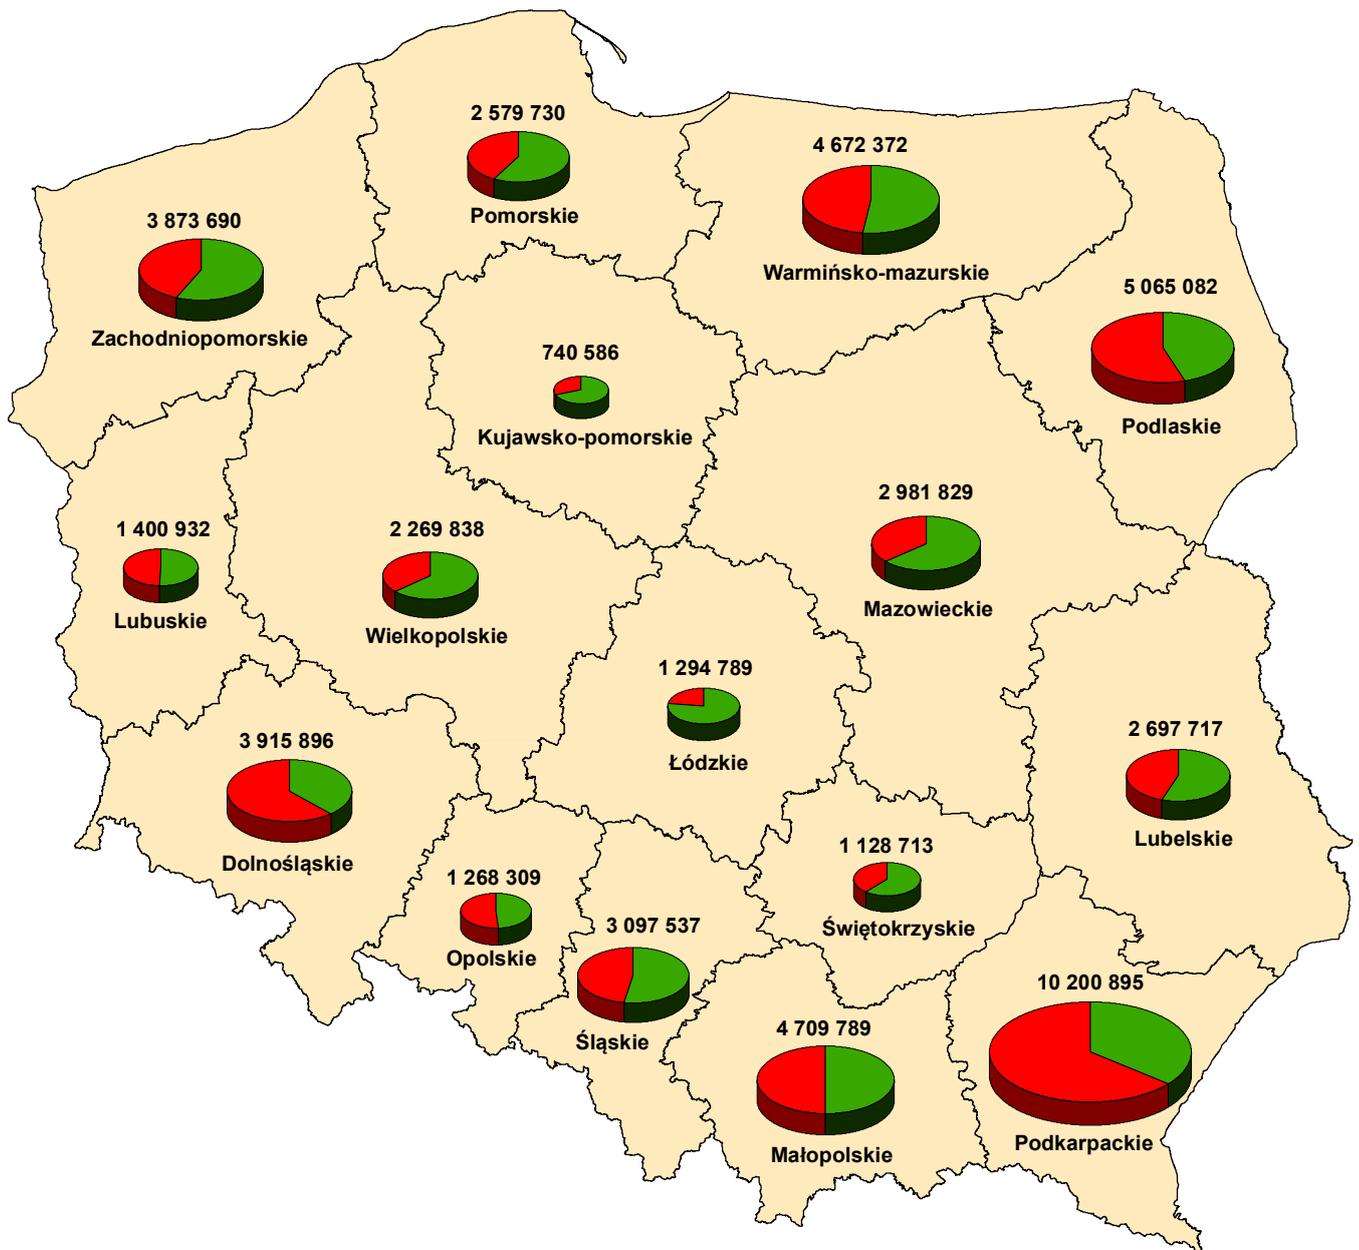 2 579 730
Pomorskie
4 672 372
Warmińsko-mazurskie
3 873 690
Zachodniopomorskie
5 065 082
Podlaskie
740 586
Kujawsko-pomorskie
2 981 829
Mazowieckie
1 400 932
Lubuskie
2 269 838
Wielkopolskie
1 294 789
Łódzkie
2 697 717
Lubelskie
3 915 896
Dolnośląskie
1 128 713
Świętokrzyskie
1 268 309
Opolskie
3 097 537
Śląskie
10 200 895
Podkarpackie
4 709 789
Małopolskie